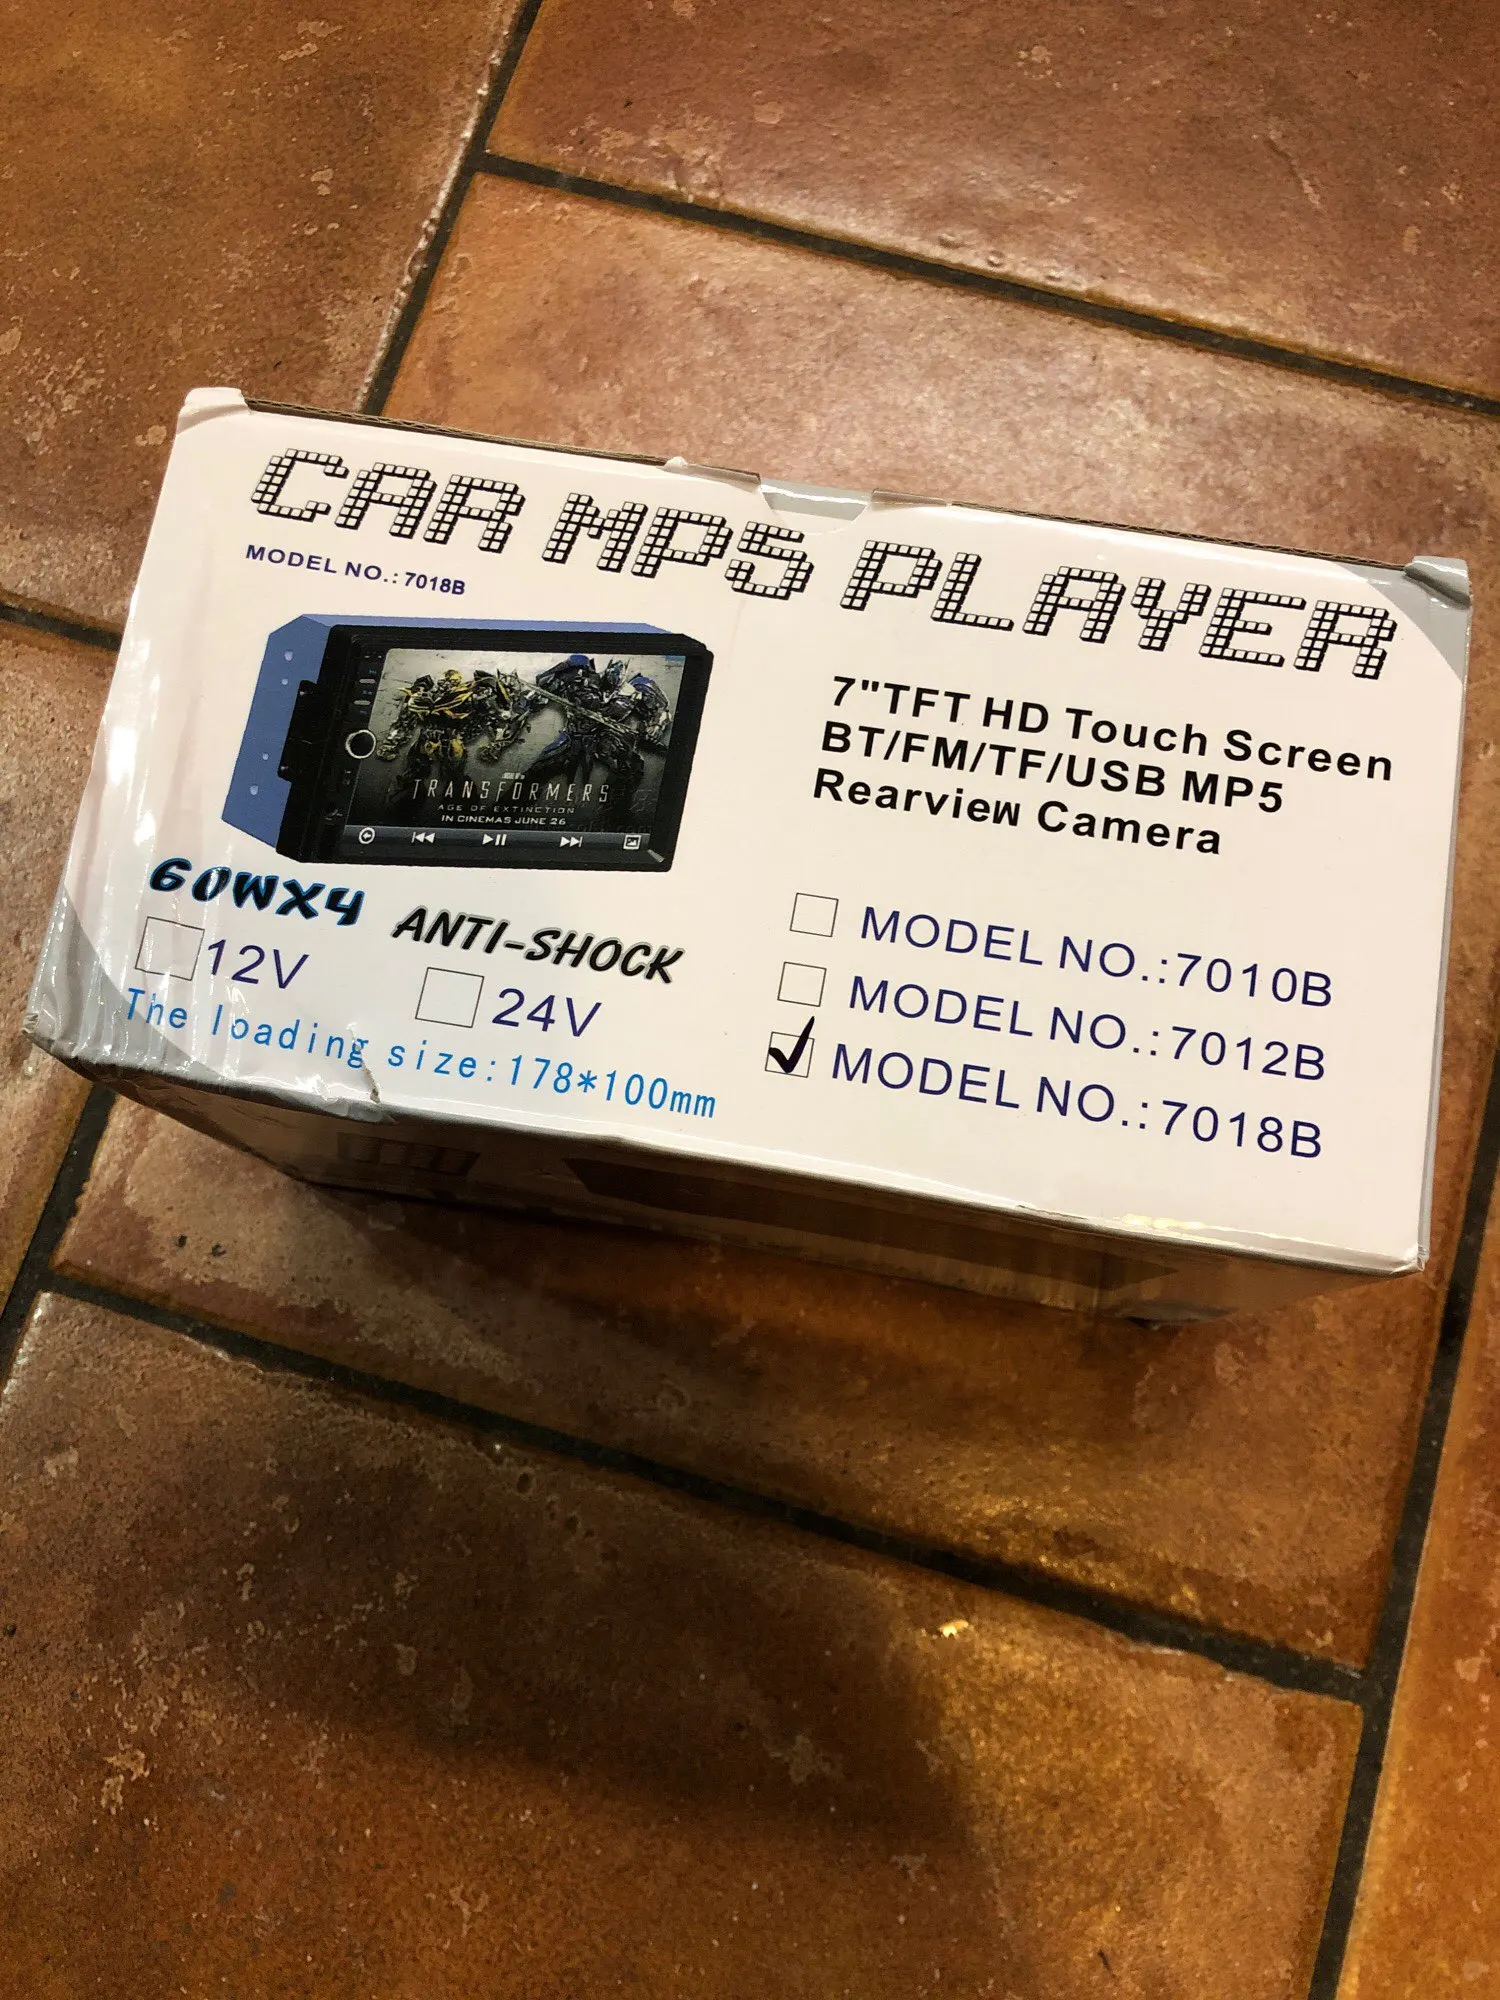 CAR MP5 PLAYER
MODEL NO.:7018B
TRANSFORMERS
AGE OF EXTINCTION
IN CINEMAS JUNE 26
7"TFT HD Touch Screen
BT/FM/TF/USB MP5
Rearview Camera
60WX4 ANTI-SHOCK
12V 24V
The loading size:178*100mm
MODEL NO.:7010B
MODEL NO.:7012B
MODEL NO.:7018B